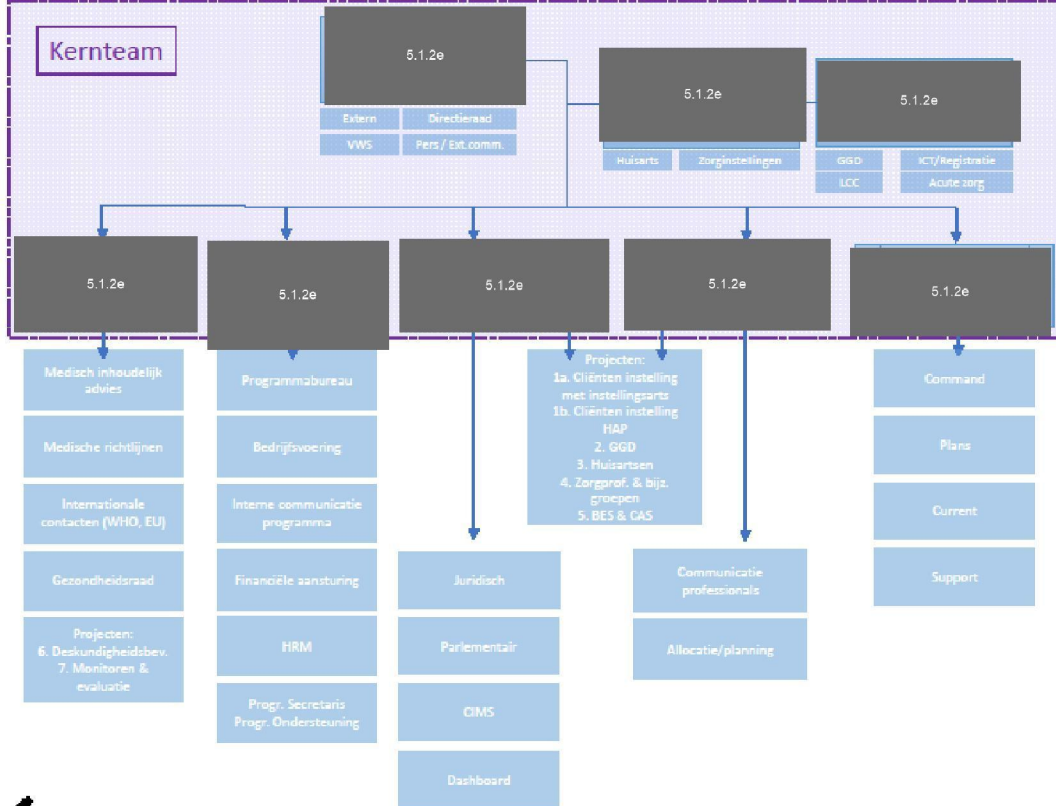 Kernteam
5.1.2e
Extern
Directieraad
VWS
Pers / Ext.comm.
5.1.2e
Huisarts
Zorginstellingen
5.1.2e
GGD
ICT/Registratie
LCC
Acute zorg
5.1.2e
5.1.2e
5.1.2e
5.1.2e
5.1.2e
Medisch inhoudelijk
advies
Medische richtlijnen
Internationale
contacten (WHO, EU)
Gezondheidsraad
Projecten:
6. Deskundigheidsbev.
7. Monitoren &
evaluatie
Programmabureau
Bedrijfsvoering
Interne communicatie
programma
Financiële aansturing
HRM
Progr. Secretaris
Progr. Ondersteuning
Juridisch
Parlementair
CIMS
Dashboard
Projecten:
1a. Cliënten instelling
met instellingsarts
1b. Cliënten instelling
HAP
2. GGD
3. Huisartsen
4. Zorgprof. & bijz.
groepen
5. BES & CAS
Communicatie
professionals
Allocatie/planning
Command
Plans
Current
Support